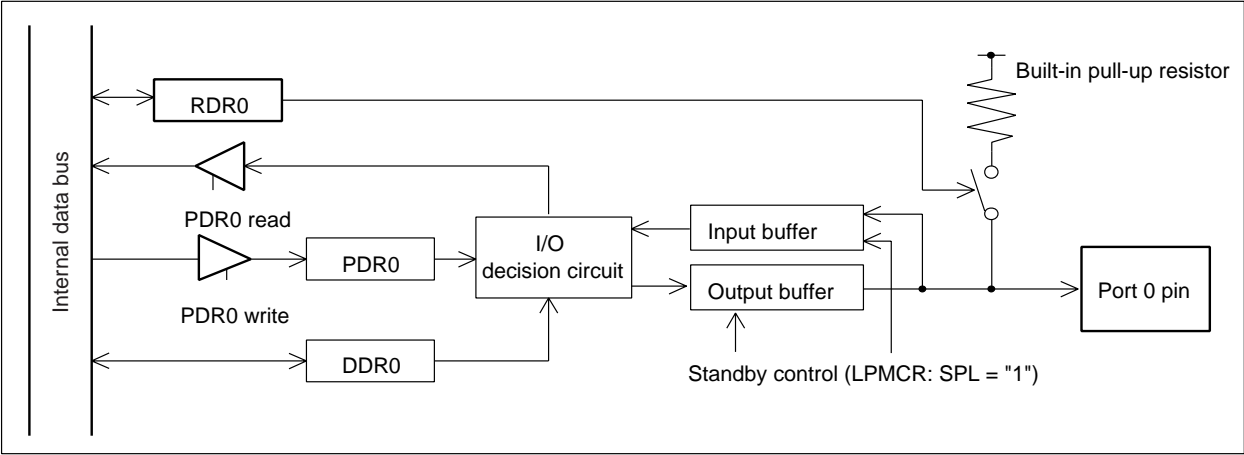 Internal data bus
RDR0
Built-in pull-up resistor
PDR0 read
PDR0
PDR0 write
DDR0
I/O
decision circuit
Input buffer
Output buffer
Port 0 pin
Standby control (LPMCR: SPL = "1")